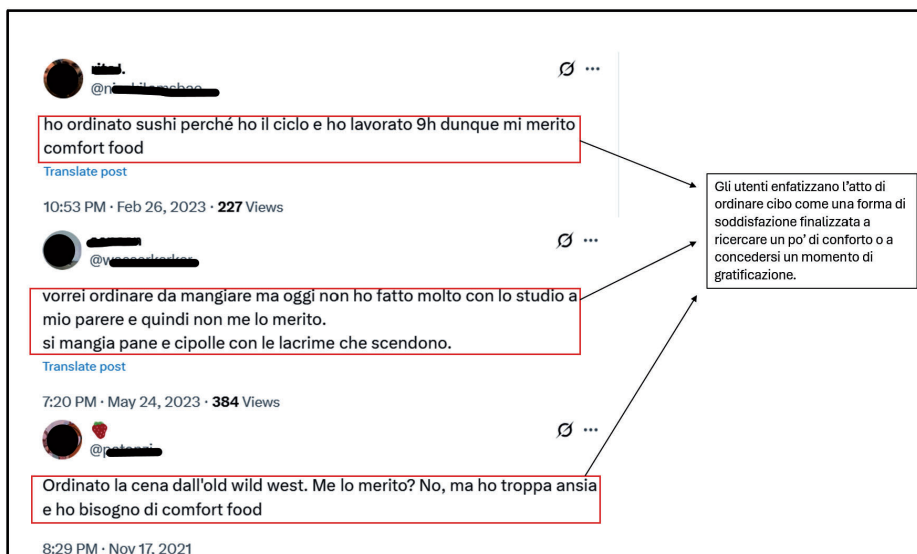 ho ordinato sushi perché ho il ciclo e ho lavorato 9h dunque mi merito
comfort food
Translate post
10:53 PM · Feb 26, 2023 · 227 Views
vorrei ordinare da mangiare ma oggi non ho fatto molto con lo studio a
mio parere e quindi non me lo merito.
si mangia pane e cipolle con le lacrime che scendono.
Translate post
7:20 PM · May 24, 2023 · 384 Views
Ordinato la cena dall'old wild west. Me lo merito? No, ma ho troppa ansia
e ho bisogno di comfort food
8:29 PM · Nov 17, 2021
Gli utenti enfatizzano l'atto di
ordinare cibo come una forma di
soddisfazione finalizzata a
ricercare un po' di conforto o a
concedersi un momento di
gratificazione.